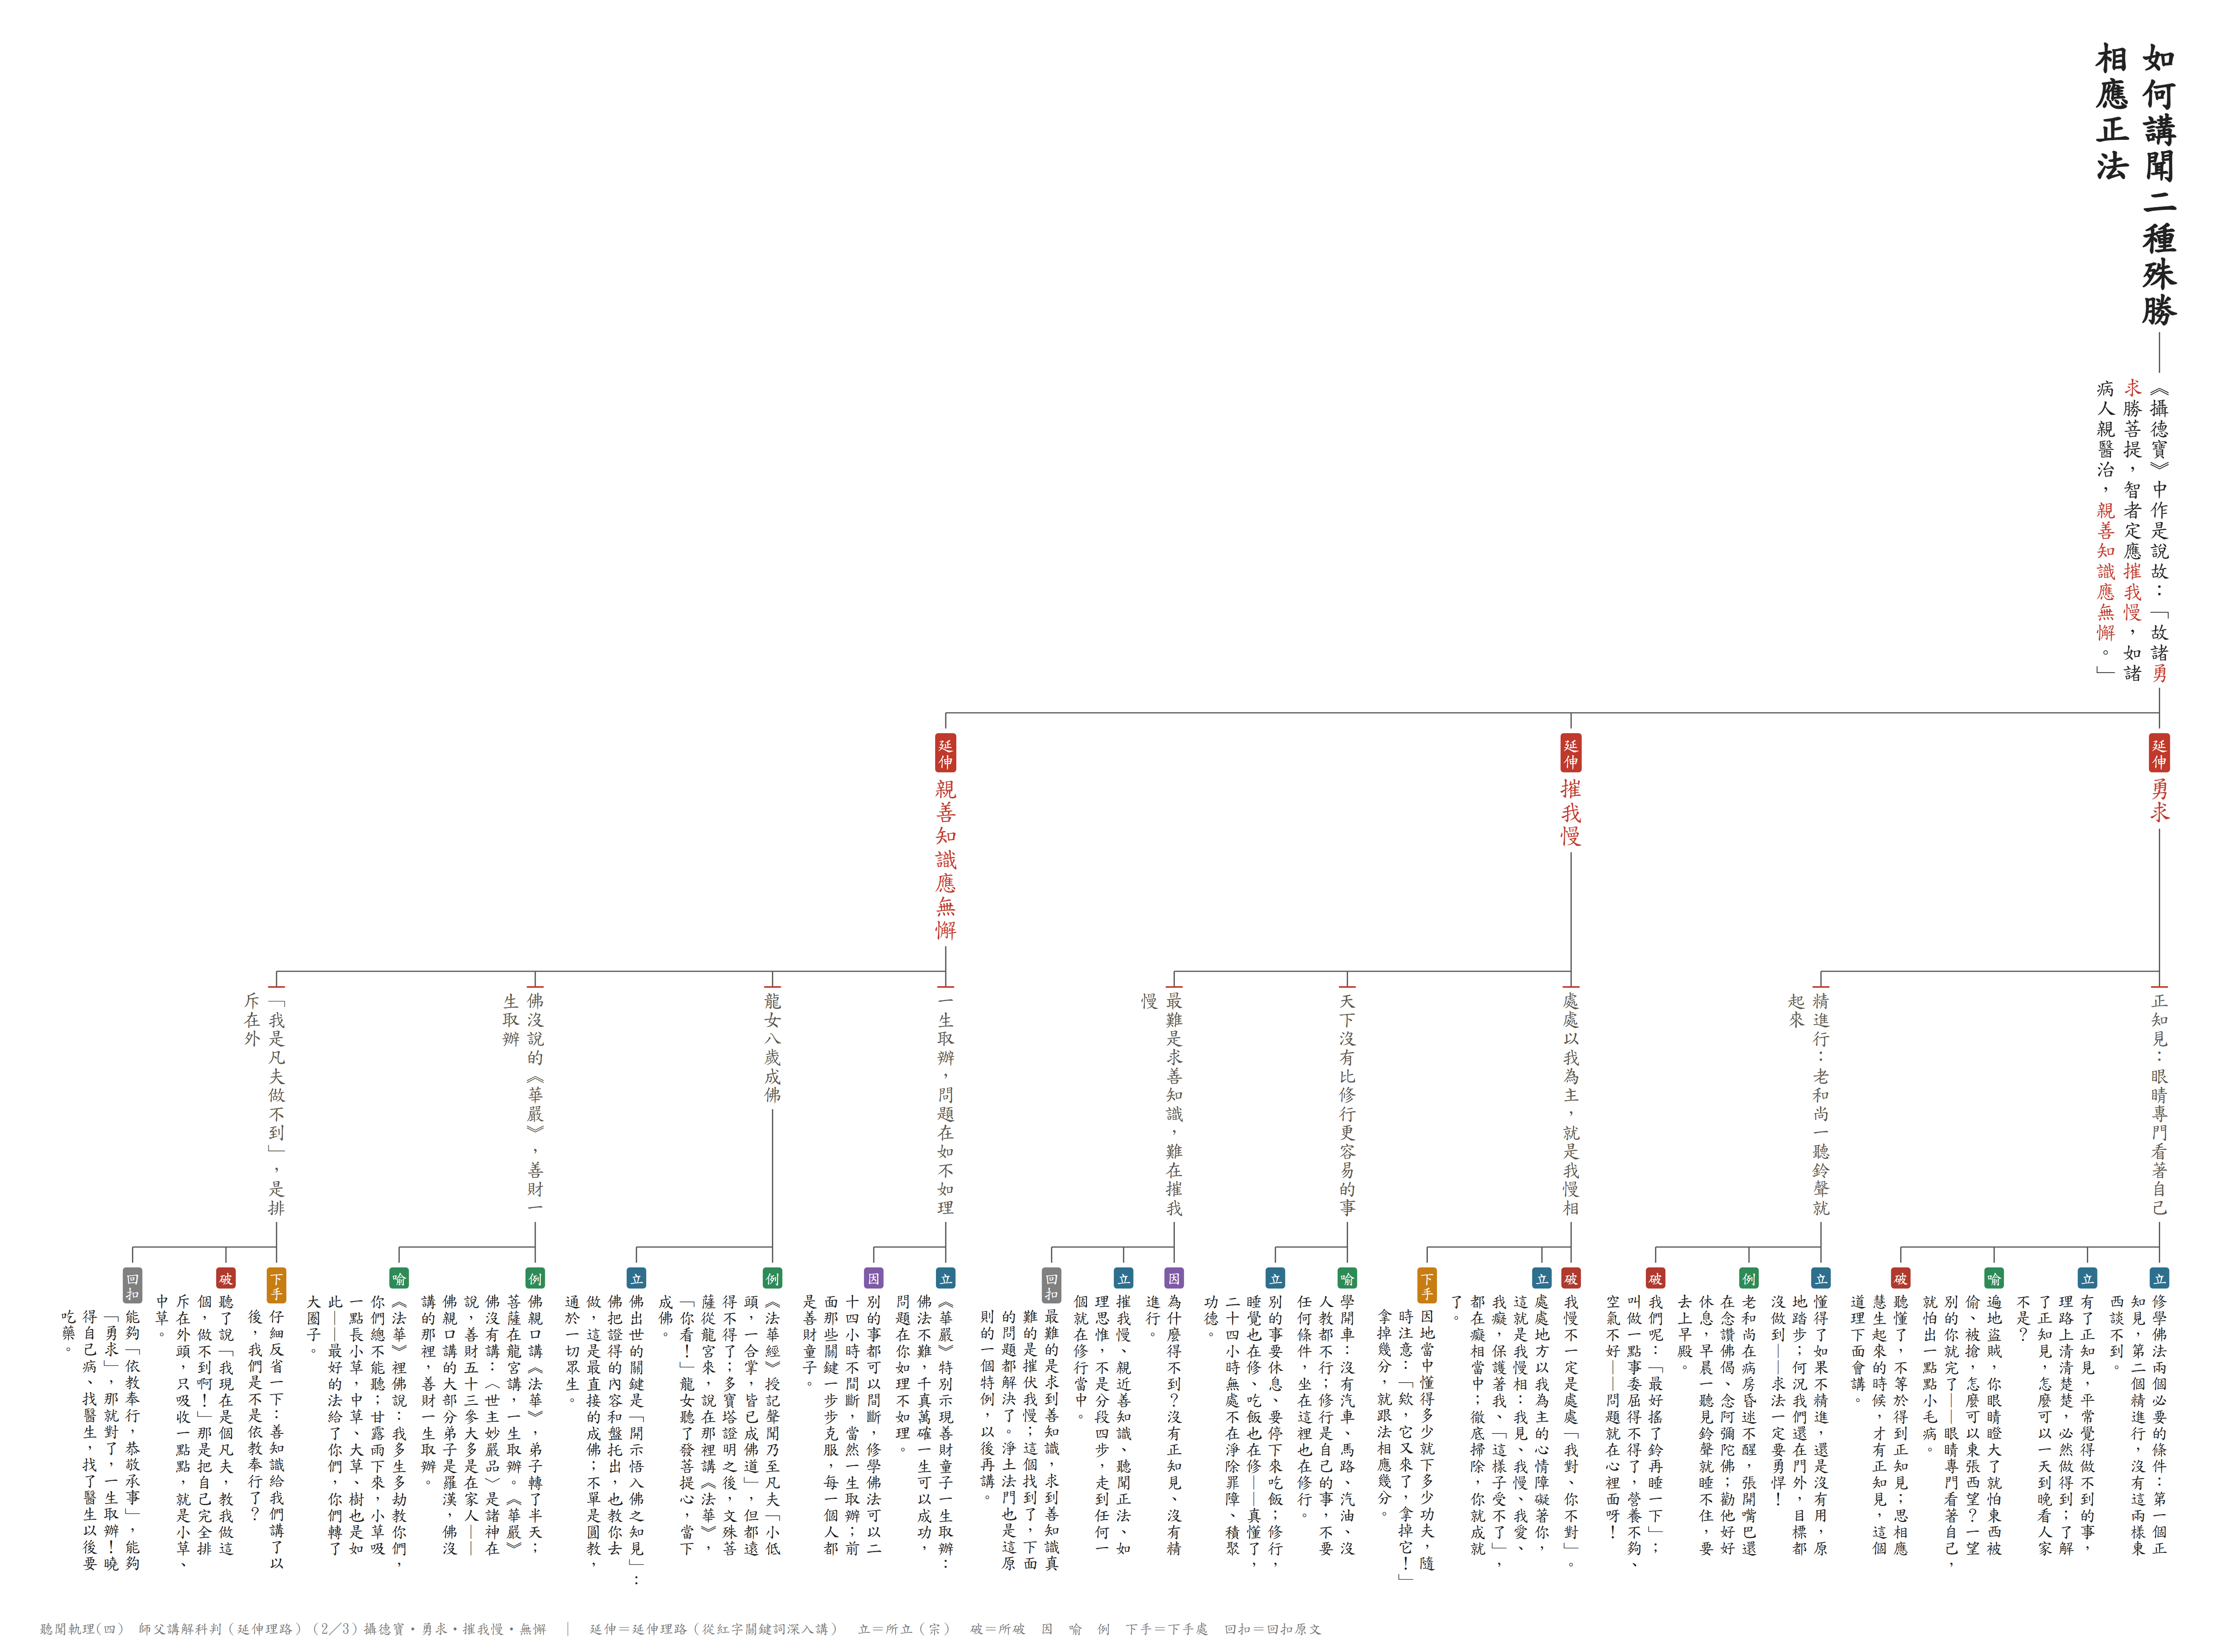 如何講聞二種殊勝
相應正法
《攝德寶》中作是說故：「故諸勇
求勝菩提，智者定應摧我慢，如諸
病人親醫治，親善知識應無懈。」
延伸
勇求
正知見：眼睛專門看著自己
立
修學佛法兩個必要的條件：第一個正
知見，第二個精進行，沒有這兩樣東
西談不到。
立
有了正知見，平常覺得做不到的事，
理路上清清楚楚，必然做得到；了解
了正知見，怎麼可以一天到晚看人家
不是？
喻
遍地盜賊，你眼睛瞪大了就怕東西被
偷、被搶，怎麼可以東張西望？一望
別的你就完了——眼睛專門看著自己，
就怕出一點點小毛病。
破
聽懂了，不等於得到正知見；思相應
慧生起來的時候，才有正知見，這個
道理下面會講。
精進行：老和尚一聽鈴聲就
起來
立
懂得了如果不精進，還是沒有用，原
地踏步；何況我們還在門外，目標都
沒做到——求法一定要勇悍！
例
老和尚在病房昏迷不醒，張開嘴巴還
在念讚佛偈、念阿彌陀佛；勸他好好
休息，早晨一聽見鈴聲就睡不住，要
去上早殿。
破
我們呢：「最好搖了鈴再睡一下」；
叫做一點事委屈得不得了，營養不夠、
空氣不好——問題就在心裡面呀！
延伸
摧我慢
處處以我為主，就是我慢相
破
我慢不一定是處處「我對、你不對」。
立
處處地方以我為主的心情障礙著你，
這就是我慢相：我見、我慢、我愛、
我癡，保護著我、「這樣子受不了」，
都在癡相當中；徹底掃除，你就成就
了。
下手
因地當中懂得多少就下多少功夫，隨
時注意：「欸，它又來了，拿掉它！」
拿掉幾分，就跟法相應幾分。
天下沒有比修行更容易的事
喻
學開車：沒有汽車、馬路、汽油、沒
人教都不行；修行是自己的事，不要
任何條件，坐在這裡也在修行。
立
別的事要休息、要停下來吃飯；修行，
睡覺也在修、吃飯也在修——真懂了，
二十四小時無處不在淨除罪障、積聚
功德。
最難是求善知識，難在摧我
慢
因
為什麼得不到？沒有正知見、沒有精
進行。
立
摧我慢、親近善知識、聽聞正法、如
理思惟，不是分段四步，走到任何一
個就在修行當中。
回扣
最難的是求到善知識，求到善知識真
難的是摧伏我慢；這個找到了，下面
的問題都解決了。淨土法門也是這原
則的一個特例，以後再講。
延伸
親善知識應無懈
一生取辦，問題在如不如理
立
《華嚴》特別示現善財童子一生取辦：
佛法不難，千真萬確一生可以成功，
問題在你如理不如理。
因
別的事都可以間斷，修學佛法可以二
十四小時不間斷，當然一生取辦；前
面那些關鍵一步步克服，每一個人都
是善財童子。
龍女八歲成佛
例
《法華經》授記聲聞乃至凡夫「小低
頭，一合掌，皆已成佛道」，但都遠
得不得了；多寶塔證明之後，文殊菩
薩從龍宮來，說在那裡講《法華》，
「你看！」龍女聽了發菩提心，當下
成佛。
立
佛出世的關鍵是「開示悟入佛之知見」：
佛把證得的內容和盤托出，也教你去
做，這是最直接的成佛；不單是圓教，
通於一切眾生。
佛沒說的《華嚴》，善財一
生取辦
例
佛親口講《法華》，弟子轉了半天；
菩薩在龍宮講，一生取辦。《華嚴》
佛沒有講：〈世主妙嚴品〉是諸神在
說，善財五十三參大多是在家人——
佛親口講的大部分弟子是羅漢，佛沒
講的那裡，善財一生取辦。
喻
《法華》裡佛說：我多生多劫教你們，
你們總不能聽；甘露雨下來，小草吸
一點長小草，中草、大草、樹也是如
此——最好的法給了你們，你們轉了
大圈子。
「我是凡夫做不到」，是排
斥在外
下手
仔細反省一下：善知識給我們講了以
後，我們是不是依教奉行了？
破
聽了說「我現在是個凡夫，教我做這
個，做不到啊！」那是把自己完全排
斥在外頭，只吸收一點點，就是小草、
中草。
回扣
能夠「依教奉行，恭敬承事」，能夠
「勇求」，那就對了，一生取辦！曉
得自己病、找醫生，找了醫生以後要
吃藥。
聽聞軌理(四)　師父講解科判（延伸理路）（2／3）攝德寶・勇求・摧我慢・無懈　｜　延伸＝延伸理路（從紅字關鍵詞深入講）　立＝所立（宗）　破＝所破　因　喻　例　下手＝下手處　回扣＝回扣原文